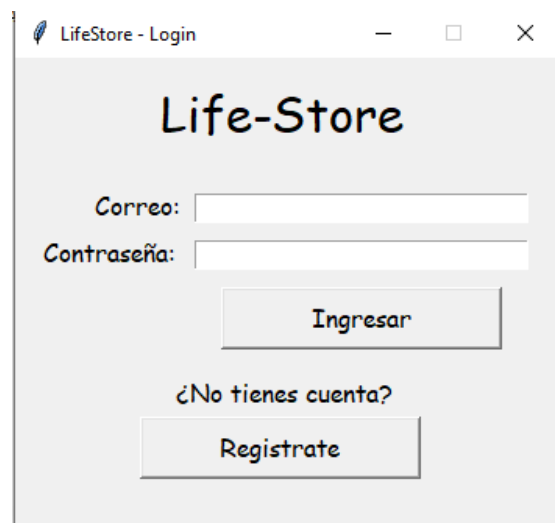 LifeStore - Login
Life-Store
Correo:
Contraseña:
Ingresar
¿No tienes cuenta?
Registrate